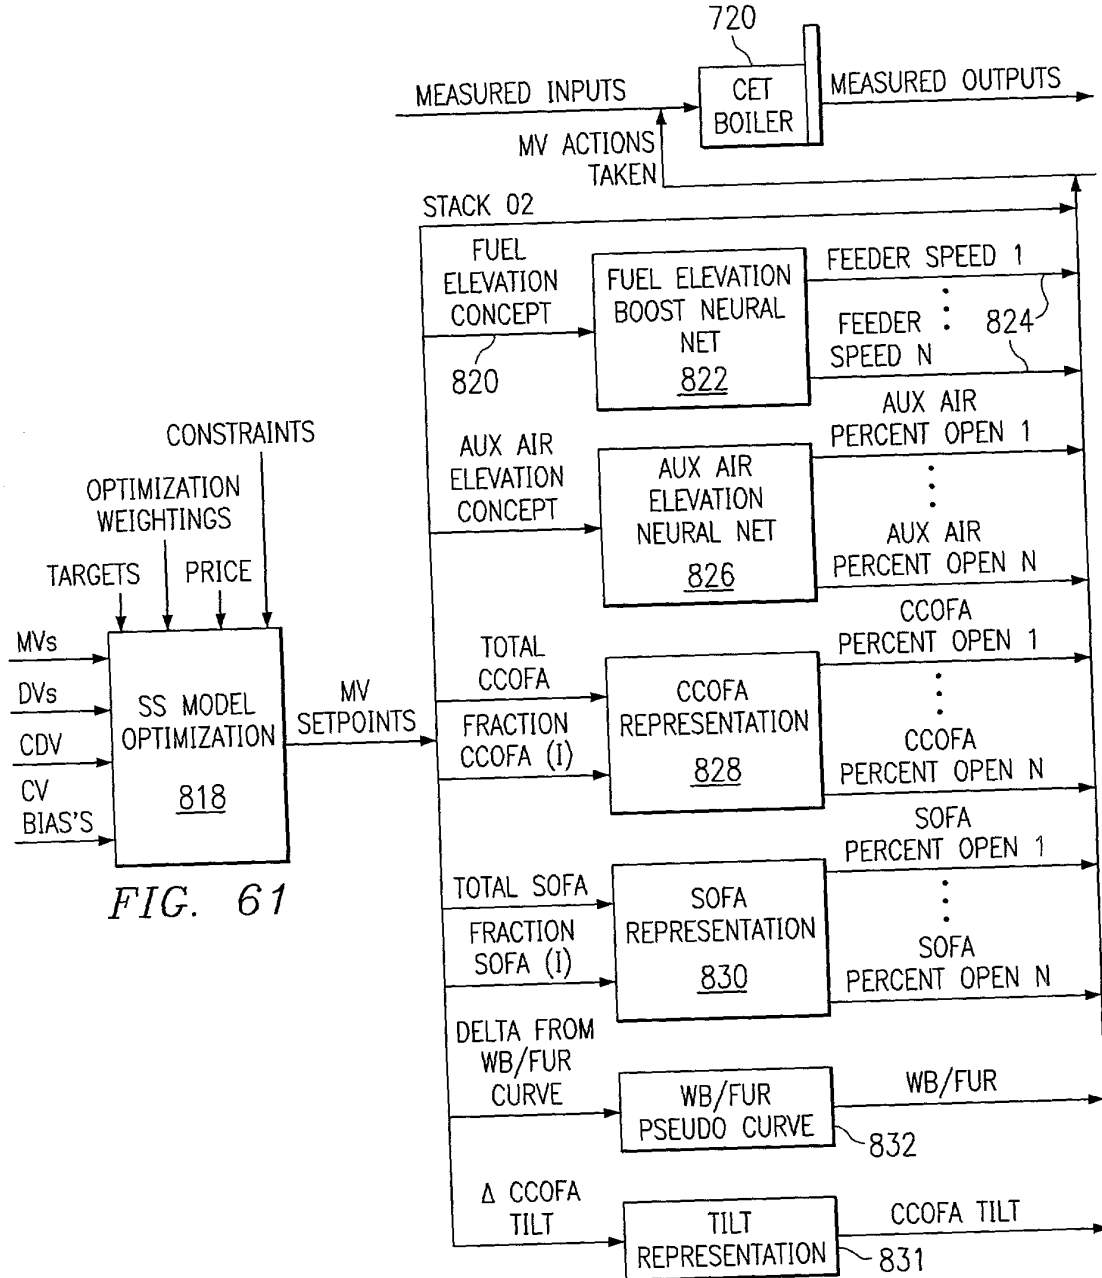 720
MEASURED INPUTS
CET
BOILER
MEASURED OUTPUTS
MV ACTIONS
TAKEN
STACK 02
FUEL
ELEVATION
CONCEPT
820
FUEL ELEVATION
BOOST NEURAL
NET
822
FEEDER SPEED 1
FEEDER
SPEED N
824
AUX AIR
ELEVATION
CONCEPT
AUX AIR
ELEVATION
NEURAL NET
826
AUX AIR
PERCENT OPEN 1
AUX AIR
PERCENT OPEN N
CONSTRAINTS
OPTIMIZATION
WEIGHTINGS
TARGETS
PRICE
MVs
DVs
CDV
CV
BIAS'S
SS MODEL
OPTIMIZATION
818
MV
SETPOINTS
TOTAL
CCOFA
FRACTION
CCOFA (I)
CCOFA
REPRESENTATION
828
CCOFA
PERCENT OPEN 1
CCOFA
PERCENT OPEN N
TOTAL SOFA
FRACTION
SOFA (I)
SOFA
REPRESENTATION
830
SOFA
PERCENT OPEN 1
SOFA
PERCENT OPEN N
DELTA FROM
WB/FUR
CURVE
WB/FUR
PSEUDO CURVE
832
WB/FUR
Δ CCOFA
TILT
TILT
REPRESENTATION
831
CCOFA TILT
FIG. 61